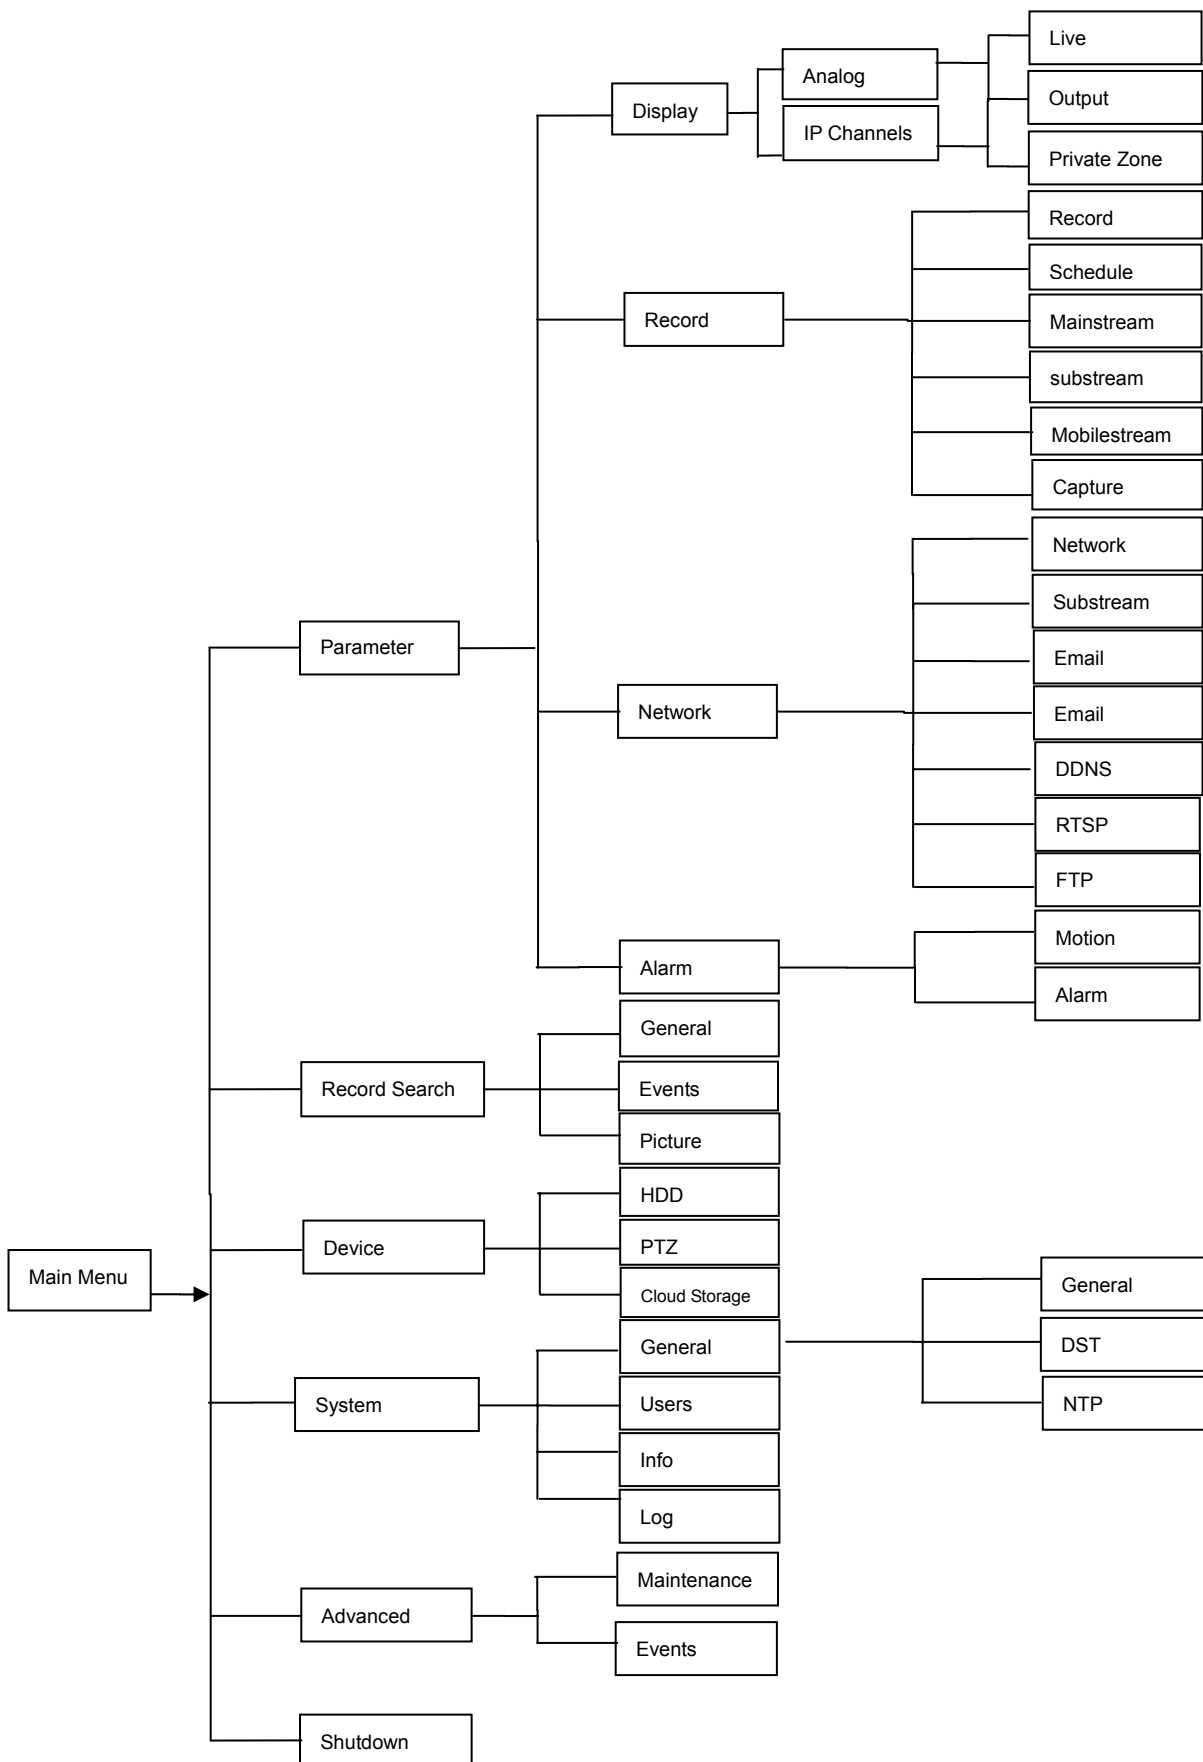 Live
Analog
Output
Display
IP Channels
Private Zone
Record
Schedule
Record
Mainstream
substream
Mobilestream
Capture
Network
Substream
Parameter
Email
Network
Email
DDNS
RTSP
FTP
Motion
Alarm
Alarm
General
Record Search
Events
Picture
HDD
Device
PTZ
Main Menu
Cloud Storage
General
General
DST
System
Users
NTP
Info
Log
Maintenance
Advanced
Events
Shutdown